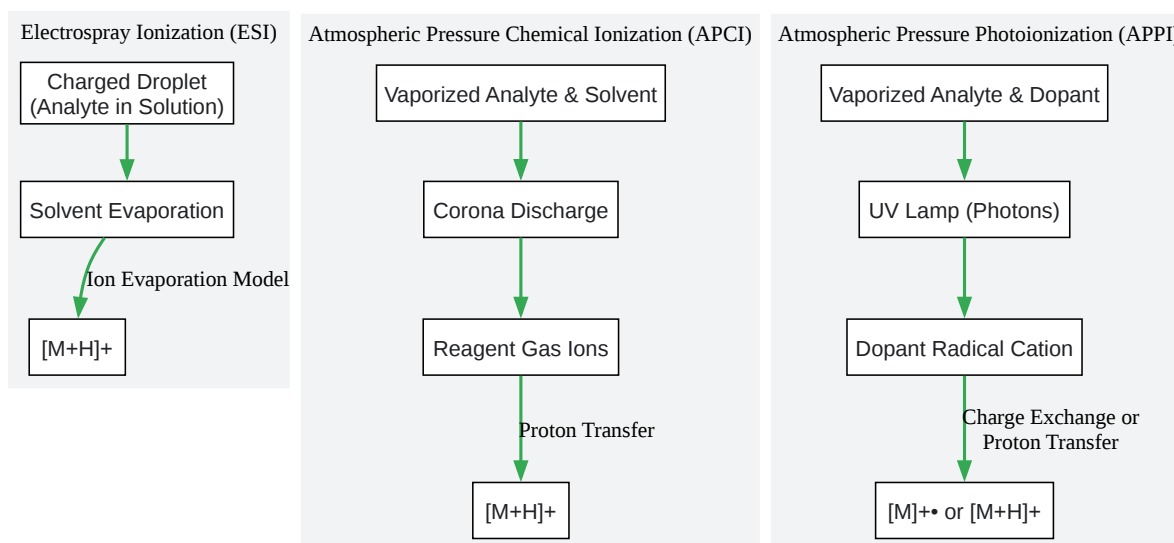 Electrospray Ionization (ESI)
Charged Droplet
(Analyte in Solution)
Solvent Evaporation
Ion Evaporation Model
[M+H]+
Atmospheric Pressure Chemical Ionization (APCI)
Vaporized Analyte & Solvent
Corona Discharge
Reagent Gas Ions
Proton Transfer
[M+H]+
Atmospheric Pressure Photoionization (APPI)
Vaporized Analyte & Dopant
UV Lamp (Photons)
Dopant Radical Cation
Charge Exchange or
Proton Transfer
[M]+• or [M+H]+